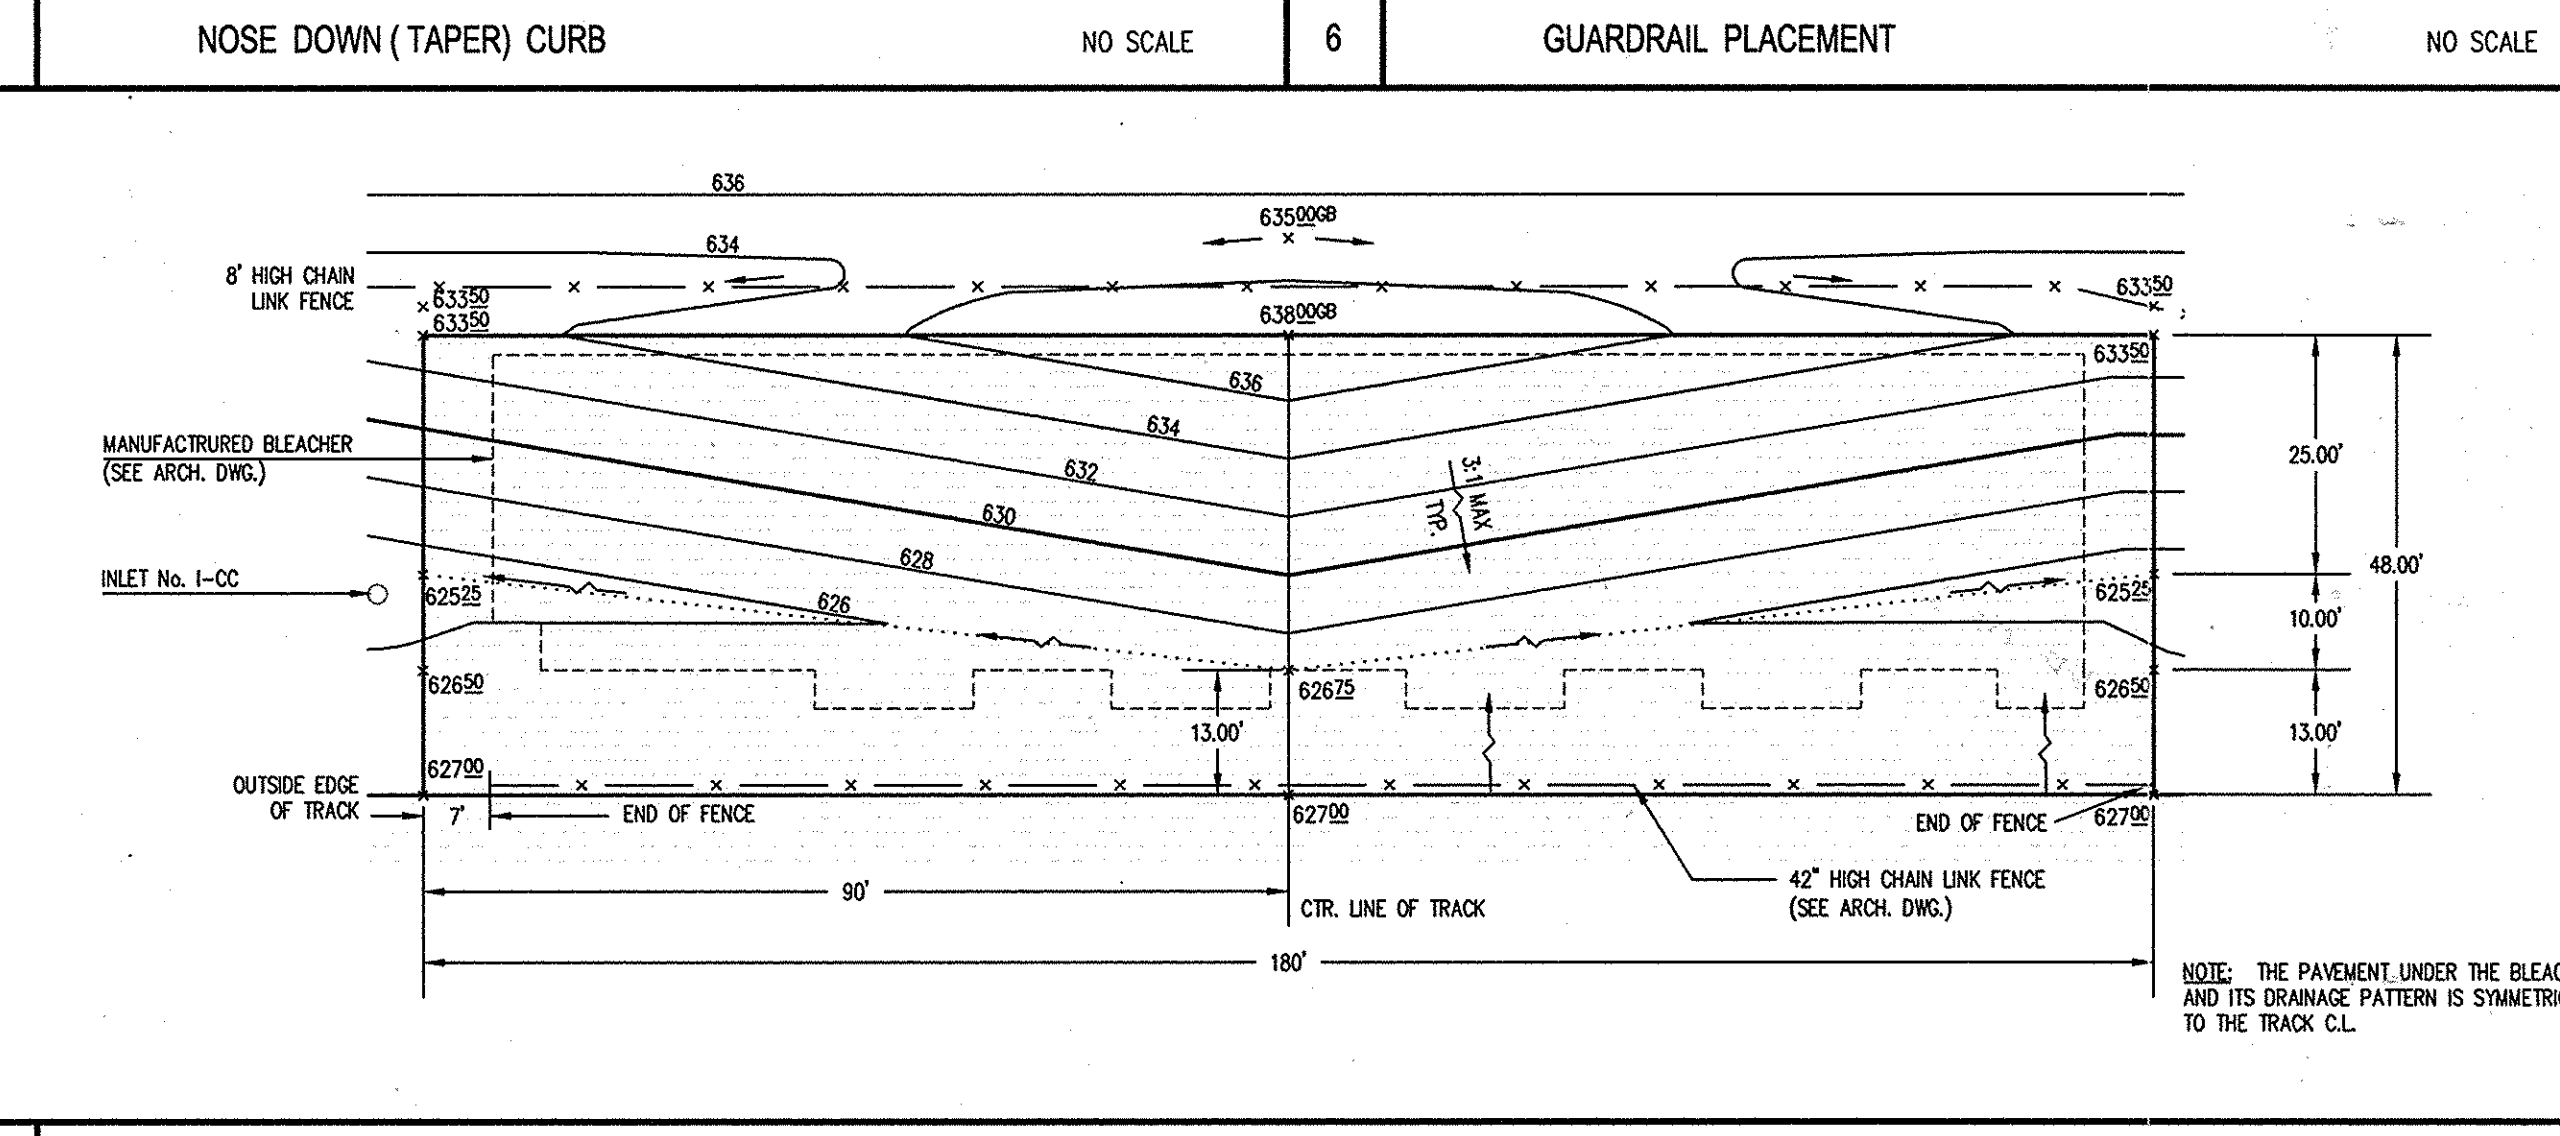 NOSE DOWN ( TAPER) CURB
NO SCALE
6
GUARDRAIL PLACEMENT
NO SCALE
636
63500GB
634
8' HIGH CHAIN
LINK FENCE
63350
63350
63350
63800GB
63350
636
634
MANUFACTRURED BLEACHER
(SEE ARCH. DWG.)
632
3:1 MAX
TYP.
25.00'
630
628
48.00'
INLET No. 1-CC
62525
626
62525
10.00'
62650
62675
62650
13.00'
13.00'
62700
OUTSIDE EDGE
OF TRACK
7'
END OF FENCE
62700
END OF FENCE
62700
90'
42" HIGH CHAIN LINK FENCE
(SEE ARCH. DWG.)
CTR. LINE OF TRACK
180'
NOTE: THE PAVEMENT UNDER THE BLEAC
AND ITS DRAINAGE PATTERN IS SYMMETRI
TO THE TRACK C.L.